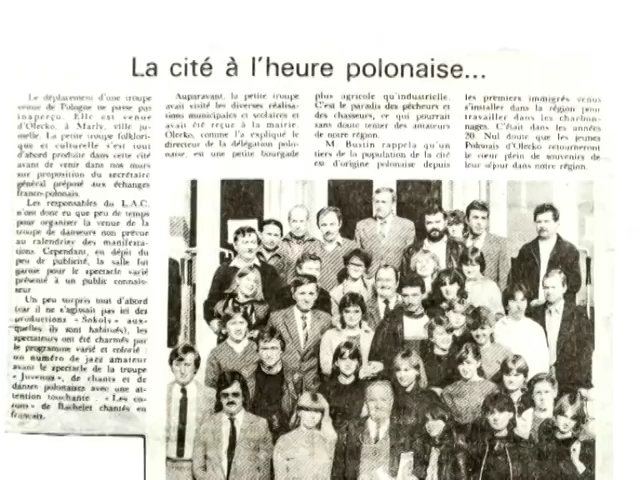 La cité à l'heure polonaise...
Le déplacement d'une troupe
venue de Pologne ne passe pas
inaperçu. Elle est venue
d'Olecko, à Marly, ville ju-
melle. La petite troupe folklori-
que et culturelle s'est tout
d'abord produite dans cette cité
avant de venir dans nos murs
sur proposition du secrétaire
général préposé aux échanges
franco-polonais.
Les responsables du L.A.C.
n'ont donc eu que peu de temps
pour organiser la venue de la
troupe de danseurs non prévue
au calendrier des manifesta-
tions. Cependant, en dépit du
peu de publicité, la salle fut
garnie pour le spectacle varié
présenté à un public connais-
seur
Un peu surpris tout d'abord
(car il ne s'agissait pas ici des
productions « Sokols » aux-
quelles ils sont habitués), les
spectateurs ont été charmés par
le programme varié et coloré :
un numéro de jazz amateur
avant le spectacle de la troupe
« Juventus », de chants et de
danses polonaises avec une at-
tention touchante : « Les co-
rons » de Bachelet chantés en
français.
Auparavant, la petite troupe
avait visité les diverses réalisa-
tions municipales et scolaires et
avait été reçue à la mairie.
Olecko, comme l'a expliqué le
directeur de la délégation polo-
naise, est une petite bourgade
plus agricole qu'industrielle.
C'est le paradis des pêcheurs et
des chasseurs, ce qui pourrait
sans doute tenter des amateurs
de notre région.
M. Bustin rappela qu'un
tiers de la population de la cité
est d'origine polonaise depuis
les premiers immigrés venus
s'installer dans la région pour
travailler dans les charbon-
nages. C'était dans les années
20. Nul doute que les jeunes
Polonais d'Olecko retourneront
le cœur plein de souvenirs de
leur séjour dans notre région.